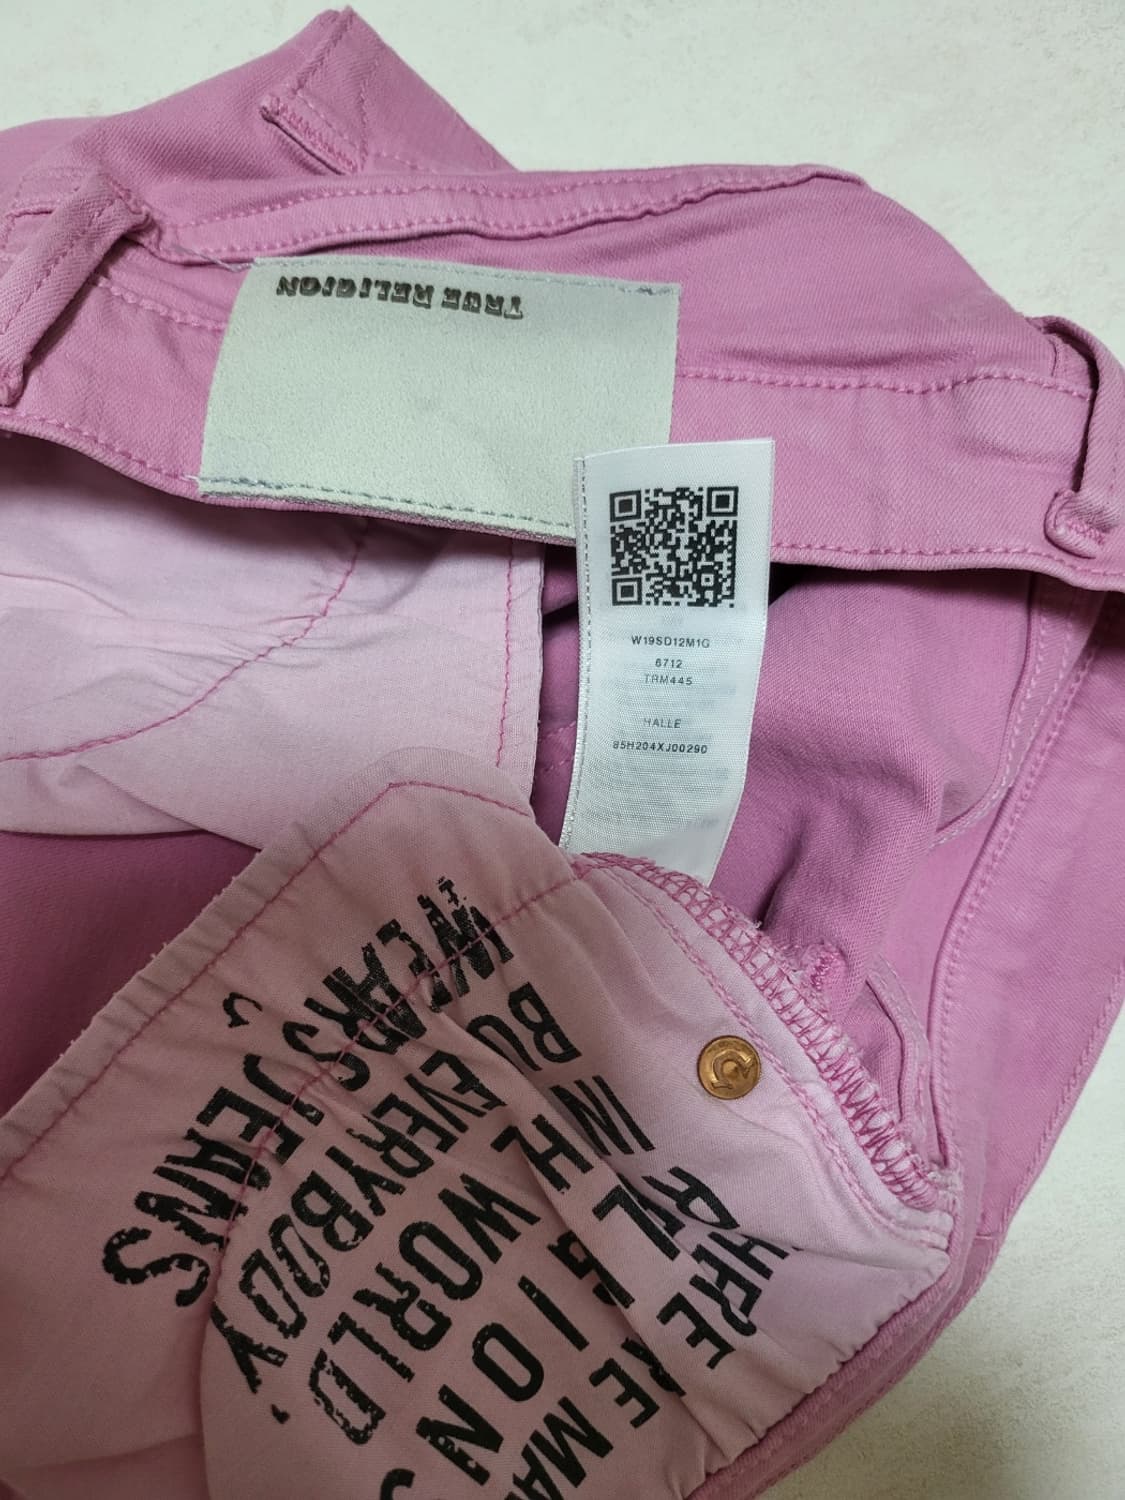 TRUE RELIGION
W19SD12M1G
6712
TRM445
HALLE
85H204XJ00290
THERE ARE MANY
RELIGIONS
IN THE WORLD
BUT EVERYBODY
WEARS JEANS